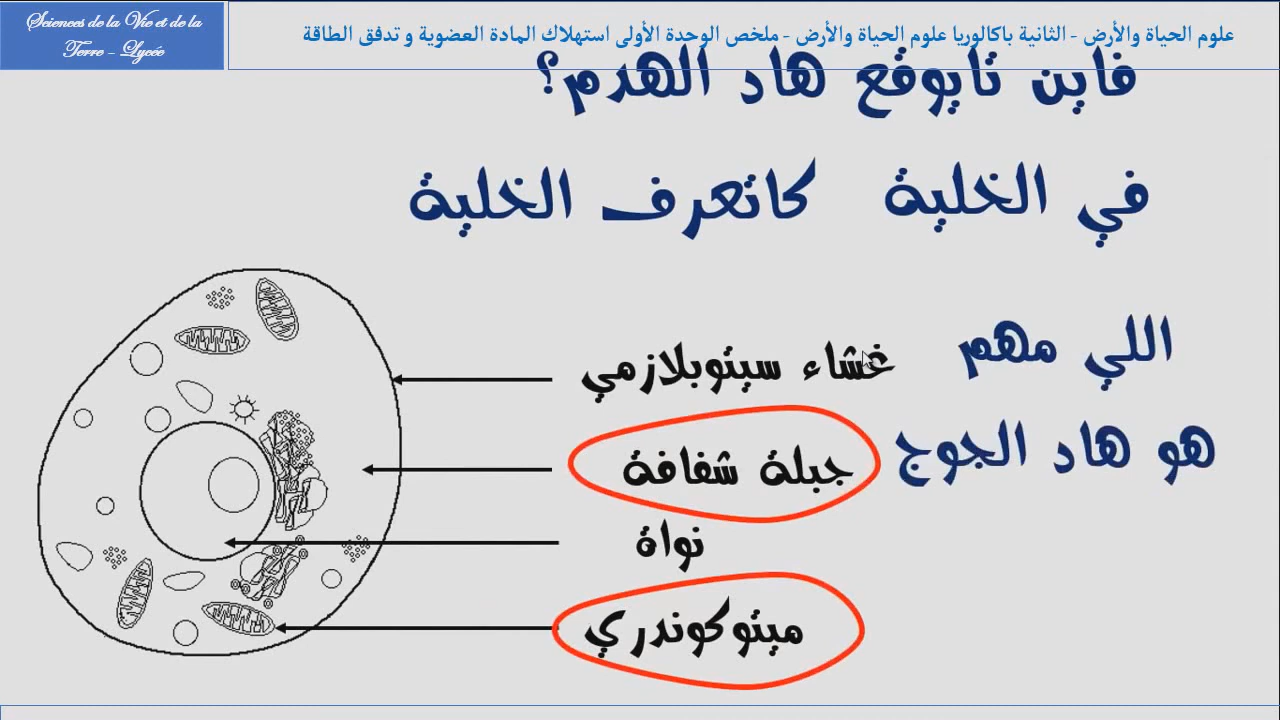 Sciences de la Vie et de la
Terre - Lycée
علوم الحياة والأرض - الثانية باكالوريا علوم الحياة والأرض - ملخص الوحدة الأولى استهلاك المادة العضوية و تدفق الطاقة
فاين تايوقع هاد الهدم؟
في الخلية كاتعرف الخلية
اللي مهم
هو هاد الجوج
غشاء سيتوبلازمي
جبلة شفافة
نواة
ميتوكوندري